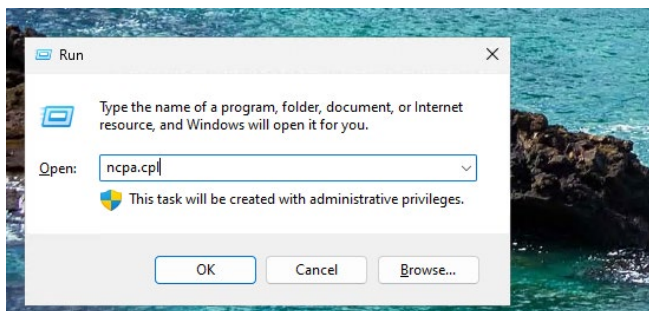 Run
Type the name of a program, folder, document, or Internet
resource, and Windows will open it for you.
Open: ncpa.cpl
This task will be created with administrative privileges.
OK Cancel Browse...